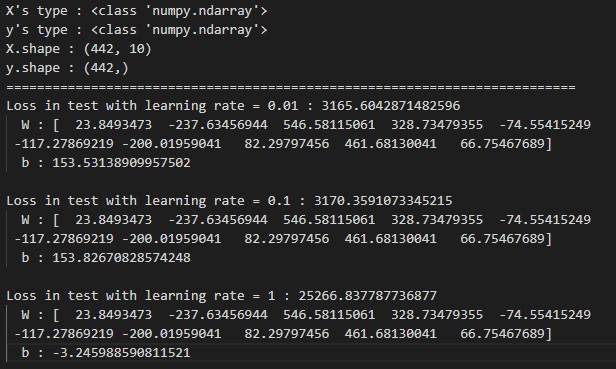 X's type : <class 'numpy.ndarray'>
y's type : <class 'numpy.ndarray'>
X.shape : (442, 10)
y.shape : (442,)
========================================================================
Loss in test with learning rate = 0.01 : 3165.6042871482596
W : [  23.8493473  -237.63456944  546.58115061  328.73479355  -74.55415249
-117.27869219 -200.01959041   82.29797456  461.68130041   66.75467689]
b : 153.53138909957502
Loss in test with learning rate = 0.1 : 3170.3591073345215
W : [  23.8493473  -237.63456944  546.58115061  328.73479355  -74.55415249
-117.27869219 -200.01959041   82.29797456  461.68130041   66.75467689]
b : 153.82670828574248
Loss in test with learning rate = 1 : 25266.837787736877
W : [  23.8493473  -237.63456944  546.58115061  328.73479355  -74.55415249
-117.27869219 -200.01959041   82.29797456  461.68130041   66.75467689]
b : -3.245988590811521